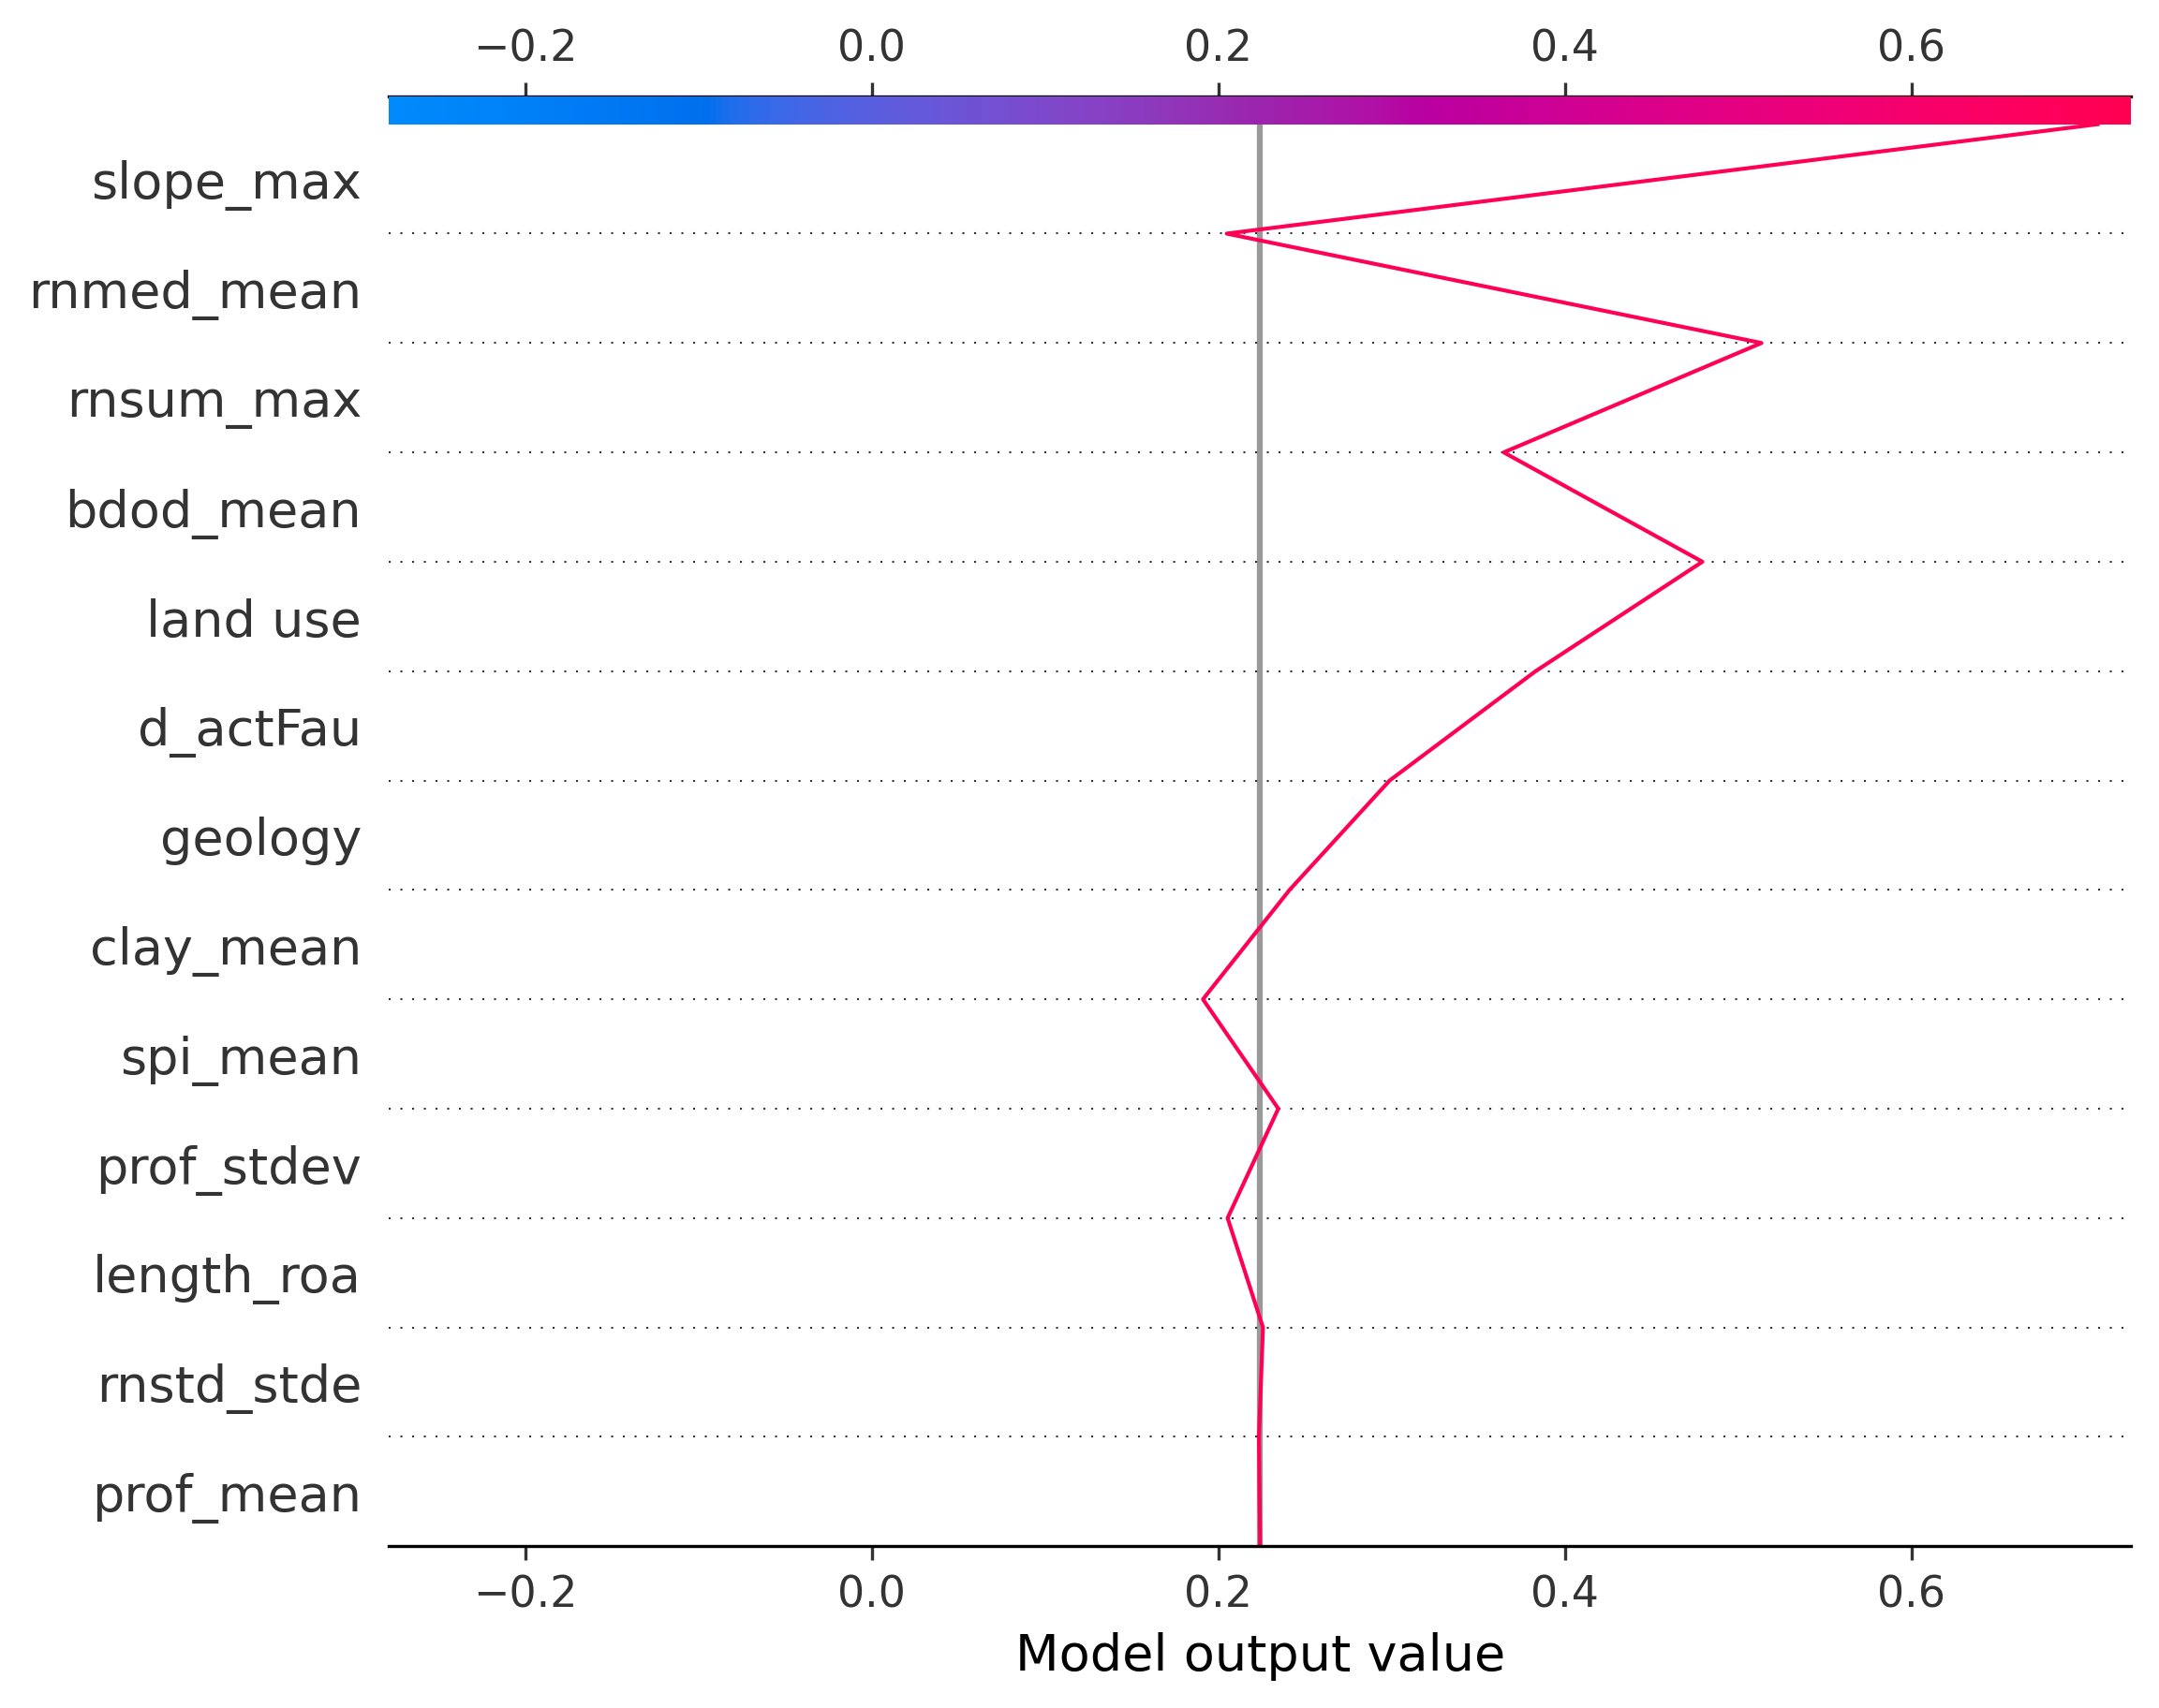 −0.2 0.0 0.2 0.4 0.6
slope_max
rnmed_mean
rnsum_max
bdod_mean
land use
d_actFau
geology
clay_mean
spi_mean
prof_stdev
length_roa
rnstd_stde
prof_mean
−0.2 0.0 0.2 0.4 0.6
Model output value